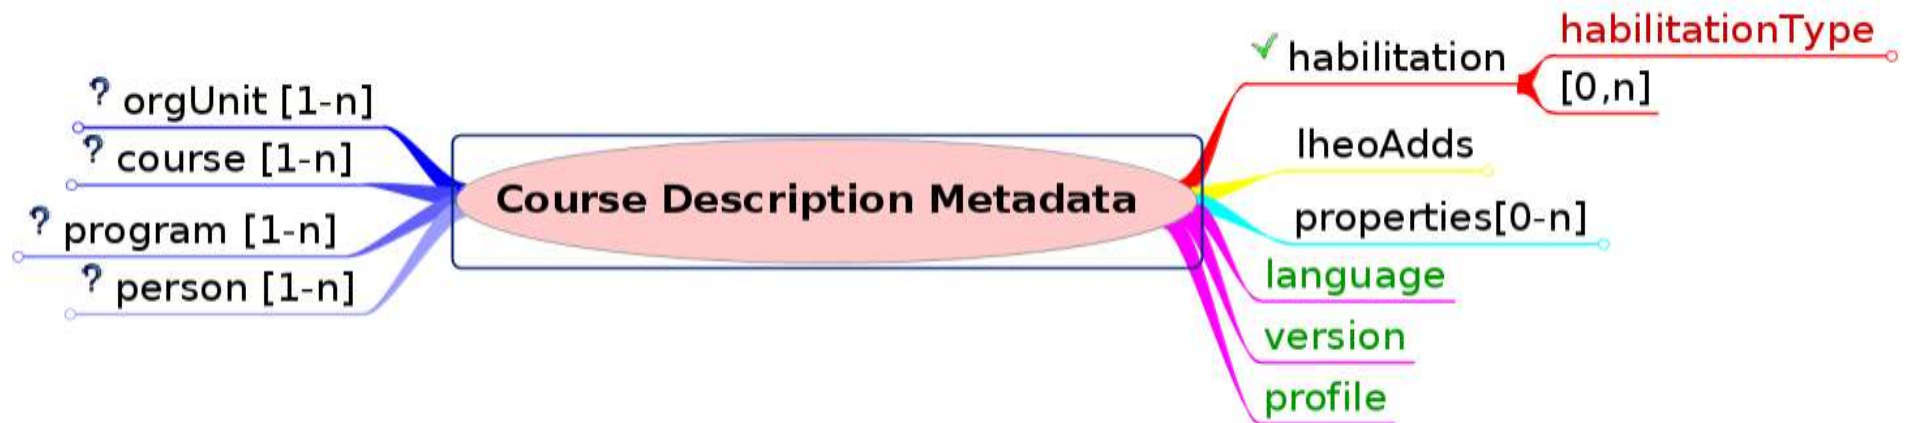 orgUnit [1-n]
course [1-n]
program [1-n]
person [1-n]
Course Description Metadata
habilitation
habilitationType
[0,n]
lheoAdds
properties[0-n]
language
version
profile